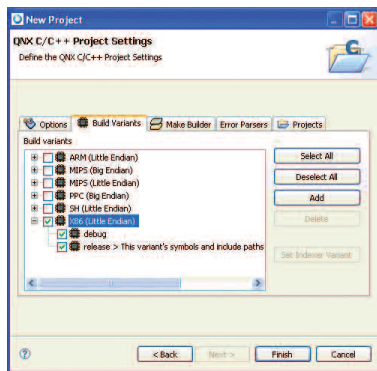 New Project
QNX C/C++ Project Settings
Define the QNX C/C++ Project Settings
Options Build Variants Make Builder Error Parsers Projects
Build variants
ARM (Little Endian)
MIPS (Big Endian)
MIPS (Little Endian)
PPC (Big Endian)
SH (Little Endian)
X86 (Little Endian)
debug
release > This variant's symbols and include paths
Select All
Deselect All
Add
Delete
Set Indexer Variant
< Back Next > Finish Cancel